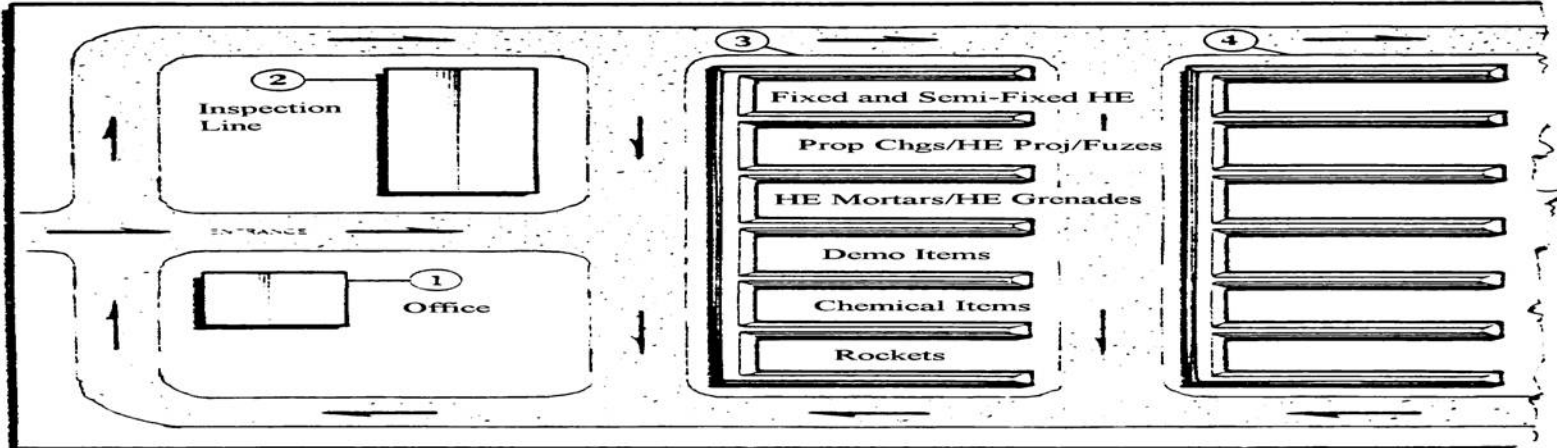 3
4
2
Inspection
Line
Fixed and Semi-Fixed HE
Prop Chgs/HE Proj/Fuzes
HE Mortars/HE Grenades
ENTRANCE
Demo Items
1
Office
Chemical Items
Rockets